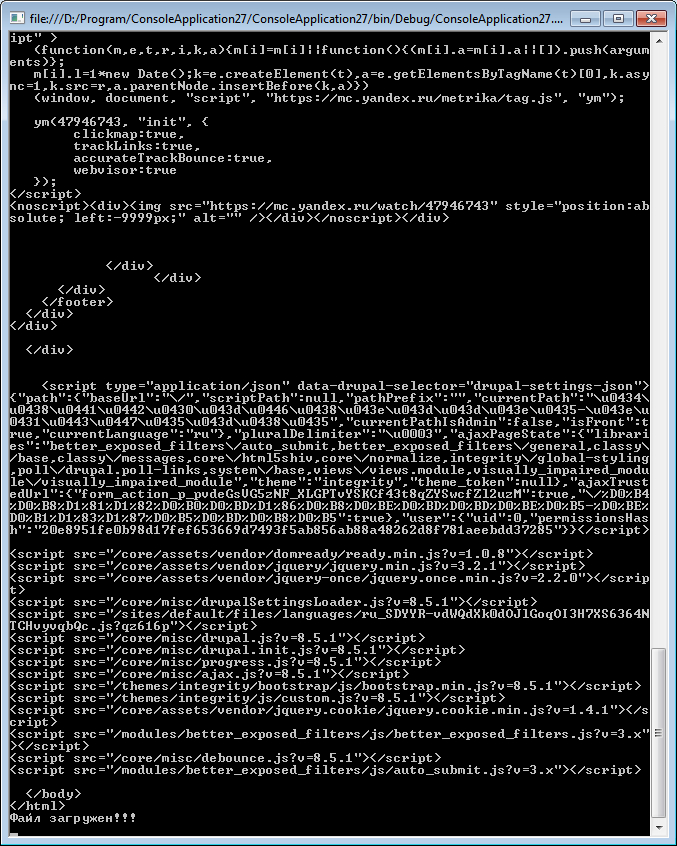 file:///D:/Program/ConsoleApplication27/ConsoleApplication27/bin/Debug/ConsoleApplication27....
ipt" >
(function(m,e,t,r,i,k,a){m[i]=m[i]||function(){(m[i].a=m[i].a||[]).push(argum
ents)};
m[i].l=1*new Date();k=e.createElement(t),a=e.getElementsByTagName(t)[0],k.asy
nc=1,k.src=r,a.parentNode.insertBefore(k,a)})
(window, document, "script", "https://mc.yandex.ru/metrika/tag.js", "ym");
ym(47946743, "init", {
clickmap:true,
trackLinks:true,
accurateTrackBounce:true,
webvisor:true
});
</script>
<noscript><div><img src="https://mc.yandex.ru/watch/47946743" style="position:ab
solute; left:-9999px;" alt="" /></div></noscript></div>
</div>
</div>
</div>
</footer>
</div>
</div>
</div>
<script type="application/json" data-drupal-selector="drupal-settings-json">
{"path":{"baseUrl":"\/","scriptPath":null,"pathPrefix":"","currentPath":"\u0434\
u0438\u0441\u0442\u0430\u043d\u0446\u0438\u043e\u043d\u043d\u043e\u0435-\u043e\
u0431\u0443\u0447\u0435\u043d\u0438\u0435","currentPathIsAdmin":false,"isFront":t
rue,"currentLanguage":"ru"},"pluralDelimiter":"\u0003","ajaxPageState":{"librari
es":"better_exposed_filters\/auto_submit,better_exposed_filters\/general,classy\
/base,classy\/messages,core\/html5shiv,core\/normalize,integrity\/global-styling
,poll\/drupal.poll-links,system\/base,views\/views.module,visually_impaired_modu
le\/visually_impaired_module","theme":"integrity","theme_token":null},"ajaxTrust
edUrl":{"form_action_p_pvdeGsVG5zNF_XLGPTvYSKCf43t8qZYSwcfZl2uzM":true,"\/%D0%B4
%D0%B8%D1%81%D1%82%D0%B0%D0%BD%D1%86%D0%B8%D0%BE%D0%BD%D0%BD%D0%BE%D0%B5-%D0%BE%
D0%B1%D1%83%D1%87%D0%B5%D0%BD%D0%B8%D0%B5":true},"user":{"uid":0,"permissionsHas
h":"20e8951fe0b98d17fef653669d7493f5ab856ab88a48262d8f781aeebdd37285"}}</script>
<script src="/core/assets/vendor/domready/ready.min.js?v=1.0.8"></script>
<script src="/core/assets/vendor/jquery/jquery.min.js?v=3.2.1"></script>
<script src="/core/assets/vendor/jquery-once/jquery.once.min.js?v=2.2.0"></scrip
t>
<script src="/core/misc/drupalSettingsLoader.js?v=8.5.1"></script>
<script src="/sites/default/files/languages/ru_SDYYR-vdWQdXk0dOJlGoqOI3H7XS6364N
TCHvyvqbQc.js?qz616p"></script>
<script src="/core/misc/drupal.js?v=8.5.1"></script>
<script src="/core/misc/drupal.init.js?v=8.5.1"></script>
<script src="/core/misc/progress.js?v=8.5.1"></script>
<script src="/core/misc/ajax.js?v=8.5.1"></script>
<script src="/themes/integrity/bootstrap/js/bootstrap.min.js?v=8.5.1"></script>
<script src="/themes/integrity/js/custom.js?v=8.5.1"></script>
<script src="/core/assets/vendor/jquery.cookie/jquery.cookie.min.js?v=1.4.1"></s
cript>
<script src="/modules/better_exposed_filters/js/better_exposed_filters.js?v=3.x"
></script>
<script src="/core/misc/debounce.js?v=8.5.1"></script>
<script src="/modules/better_exposed_filters/js/auto_submit.js?v=3.x"></script>
</body>
</html>
Файл загружен!!!